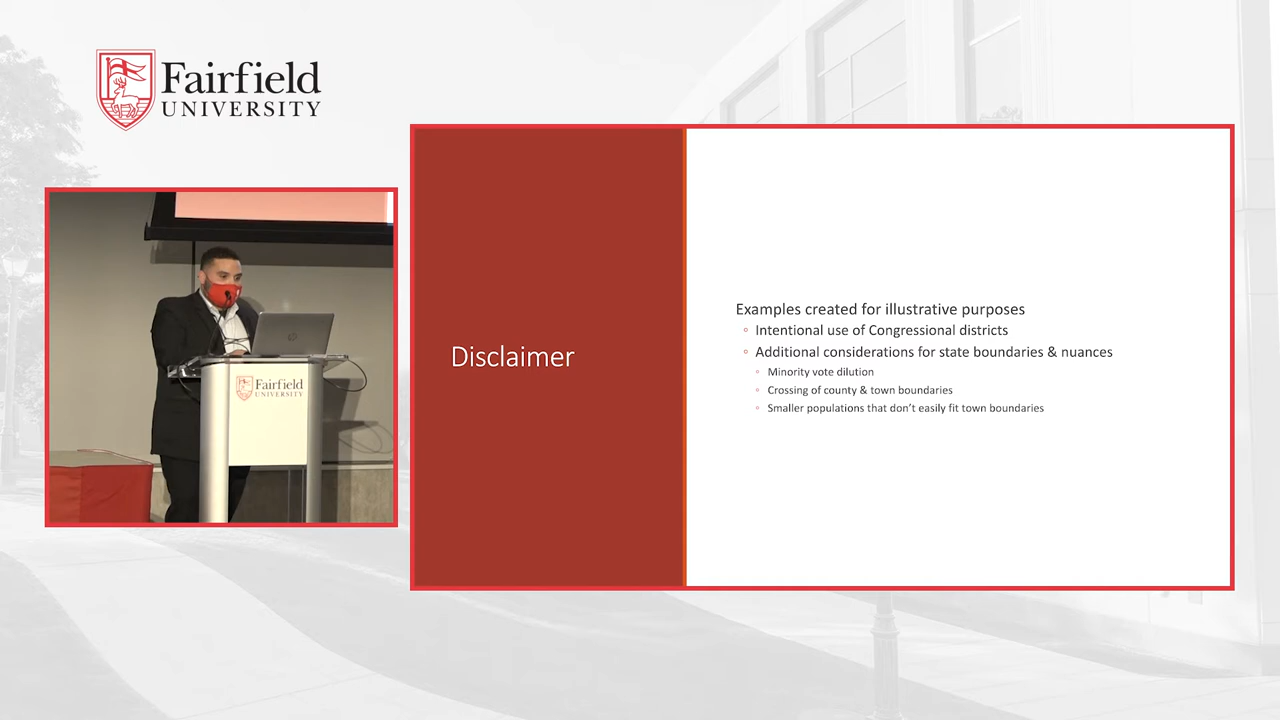 Fairfield
UNIVERSITY
Fairfield
UNIVERSITY
Disclaimer
Examples created for illustrative purposes
Intentional use of Congressional districts
Additional considerations for state boundaries & nuances
Minority vote dilution
Crossing of county & town boundaries
Smaller populations that don’t easily fit town boundaries